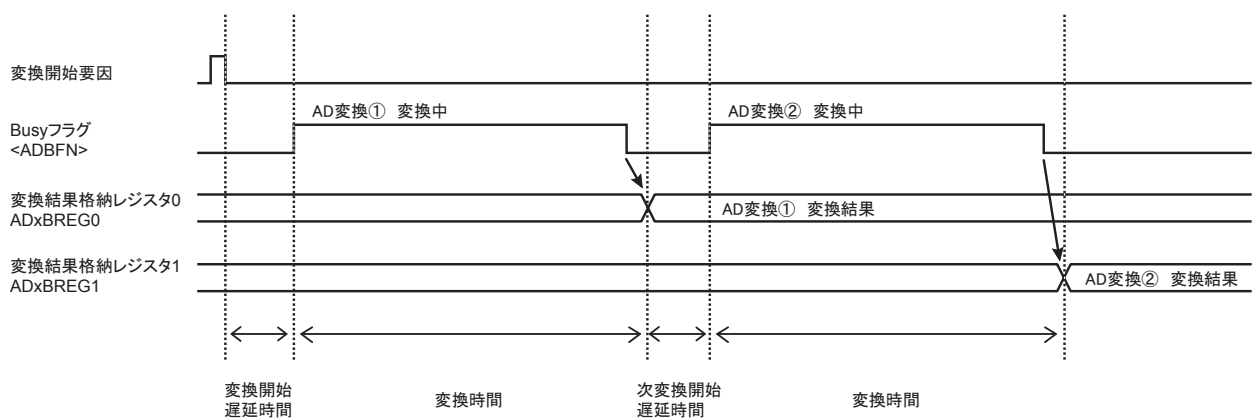 変換開始要因
AD変換① 変換中
AD変換② 変換中
Busyフラグ
<ADBFN>
変換結果格納レジスタ0
ADxBREG0
AD変換① 変換結果
変換結果格納レジスタ1
ADxBREG1
AD変換② 変換結果
変換開始
遅延時間
変換時間
次変換開始
遅延時間
変換時間